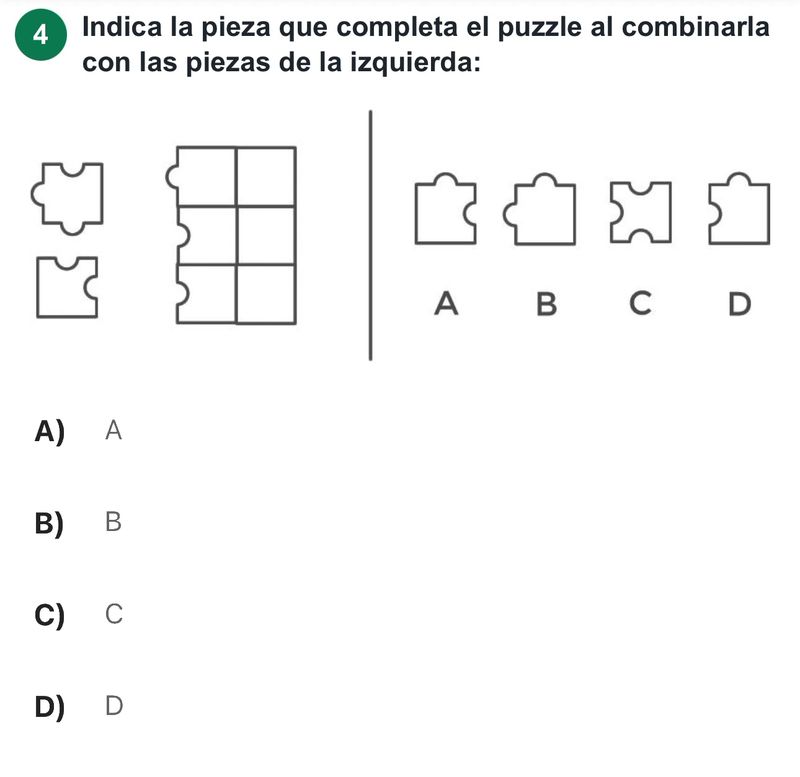 4 Indica la pieza que completa el puzzle al combinarla
con las piezas de la izquierda:
A B C D
A) A
B) B
C) C
D) D